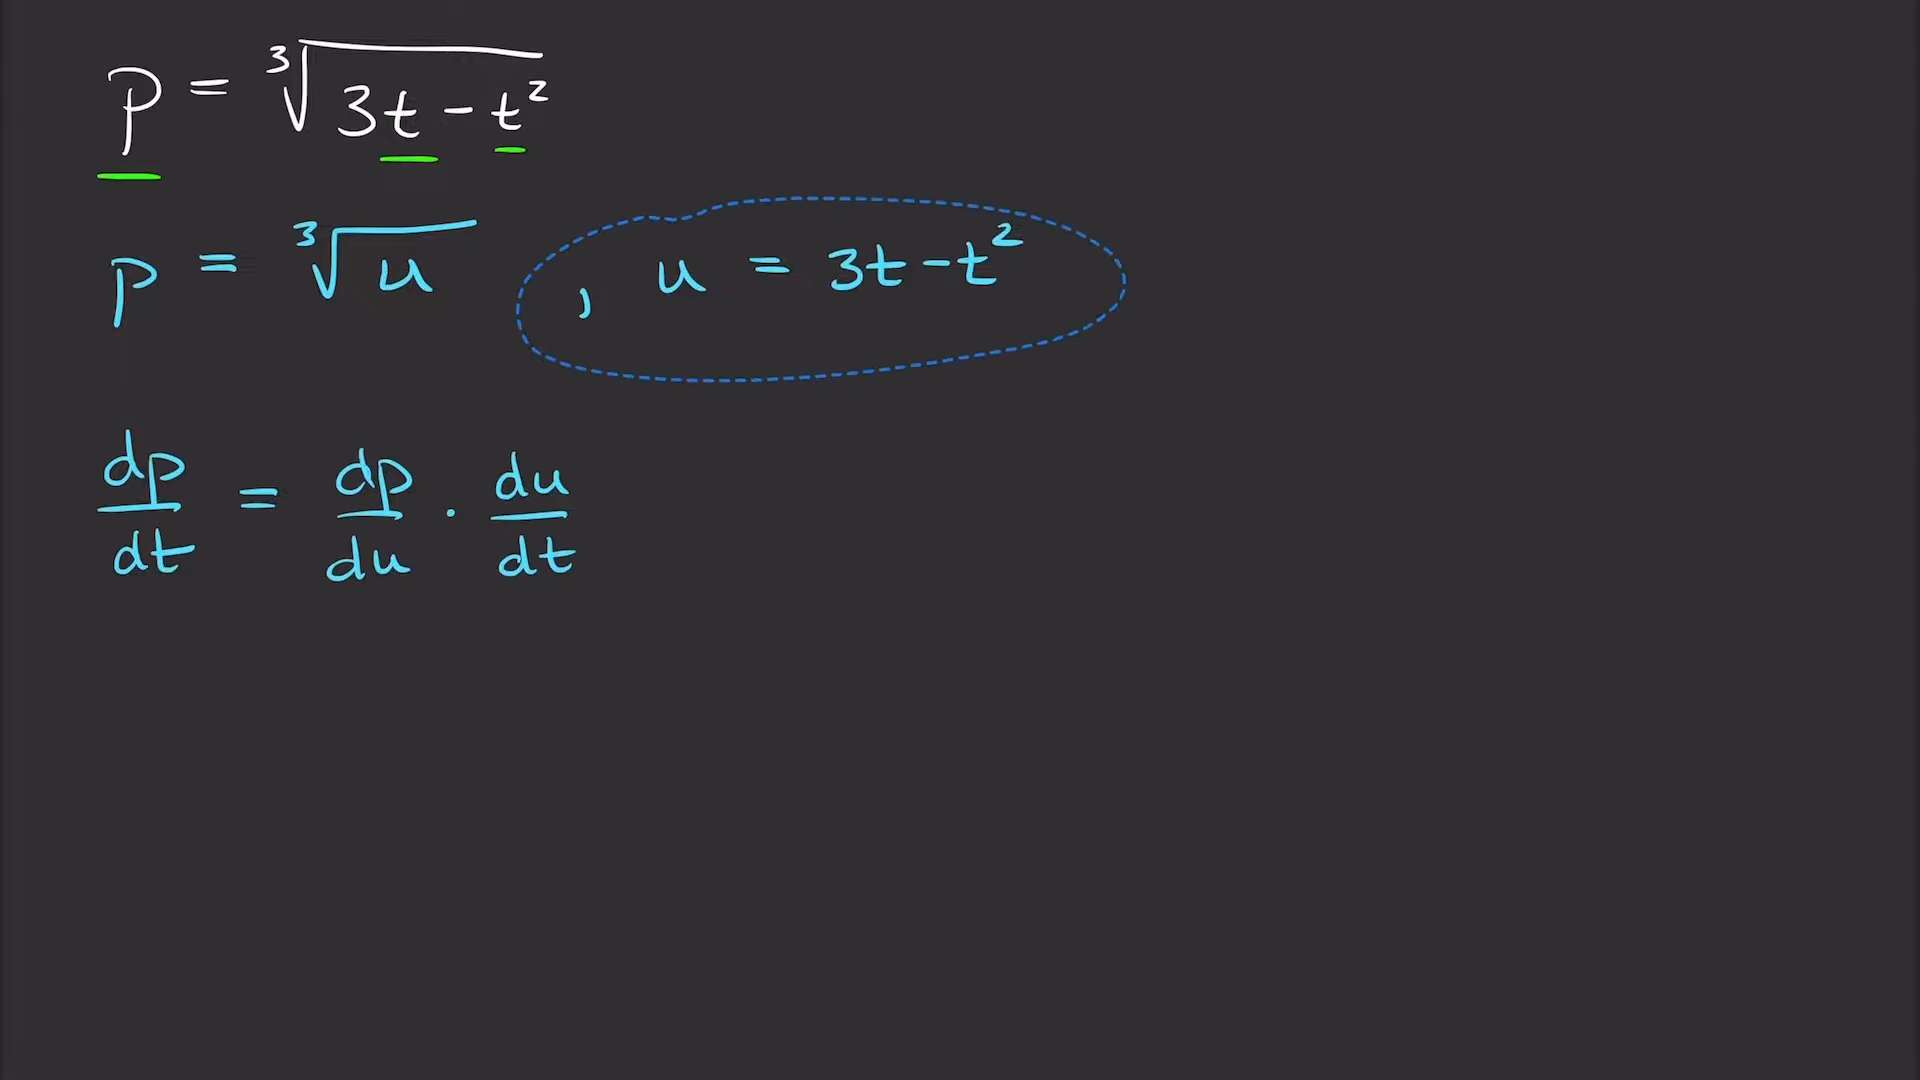 p = ∛(3t - t²)
p = ∛u , u = 3t - t²
dp/dt = dp/du · du/dt